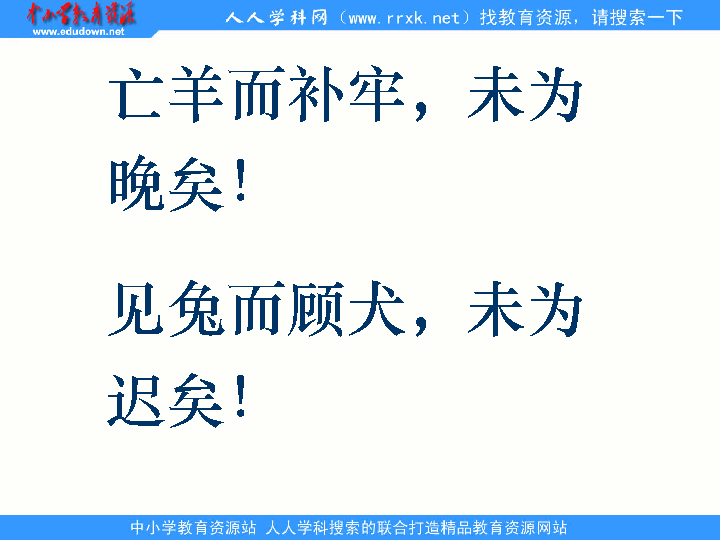 中小学教育资源
www.edudown.net
人人学科网（www.rrxk.net）找教育资源，请搜索一下
亡羊而补牢，未为
晚矣！
见兔而顾犬，未为
迟矣！
中小学教育资源站 人人学科搜索的联合打造精品教育资源网站